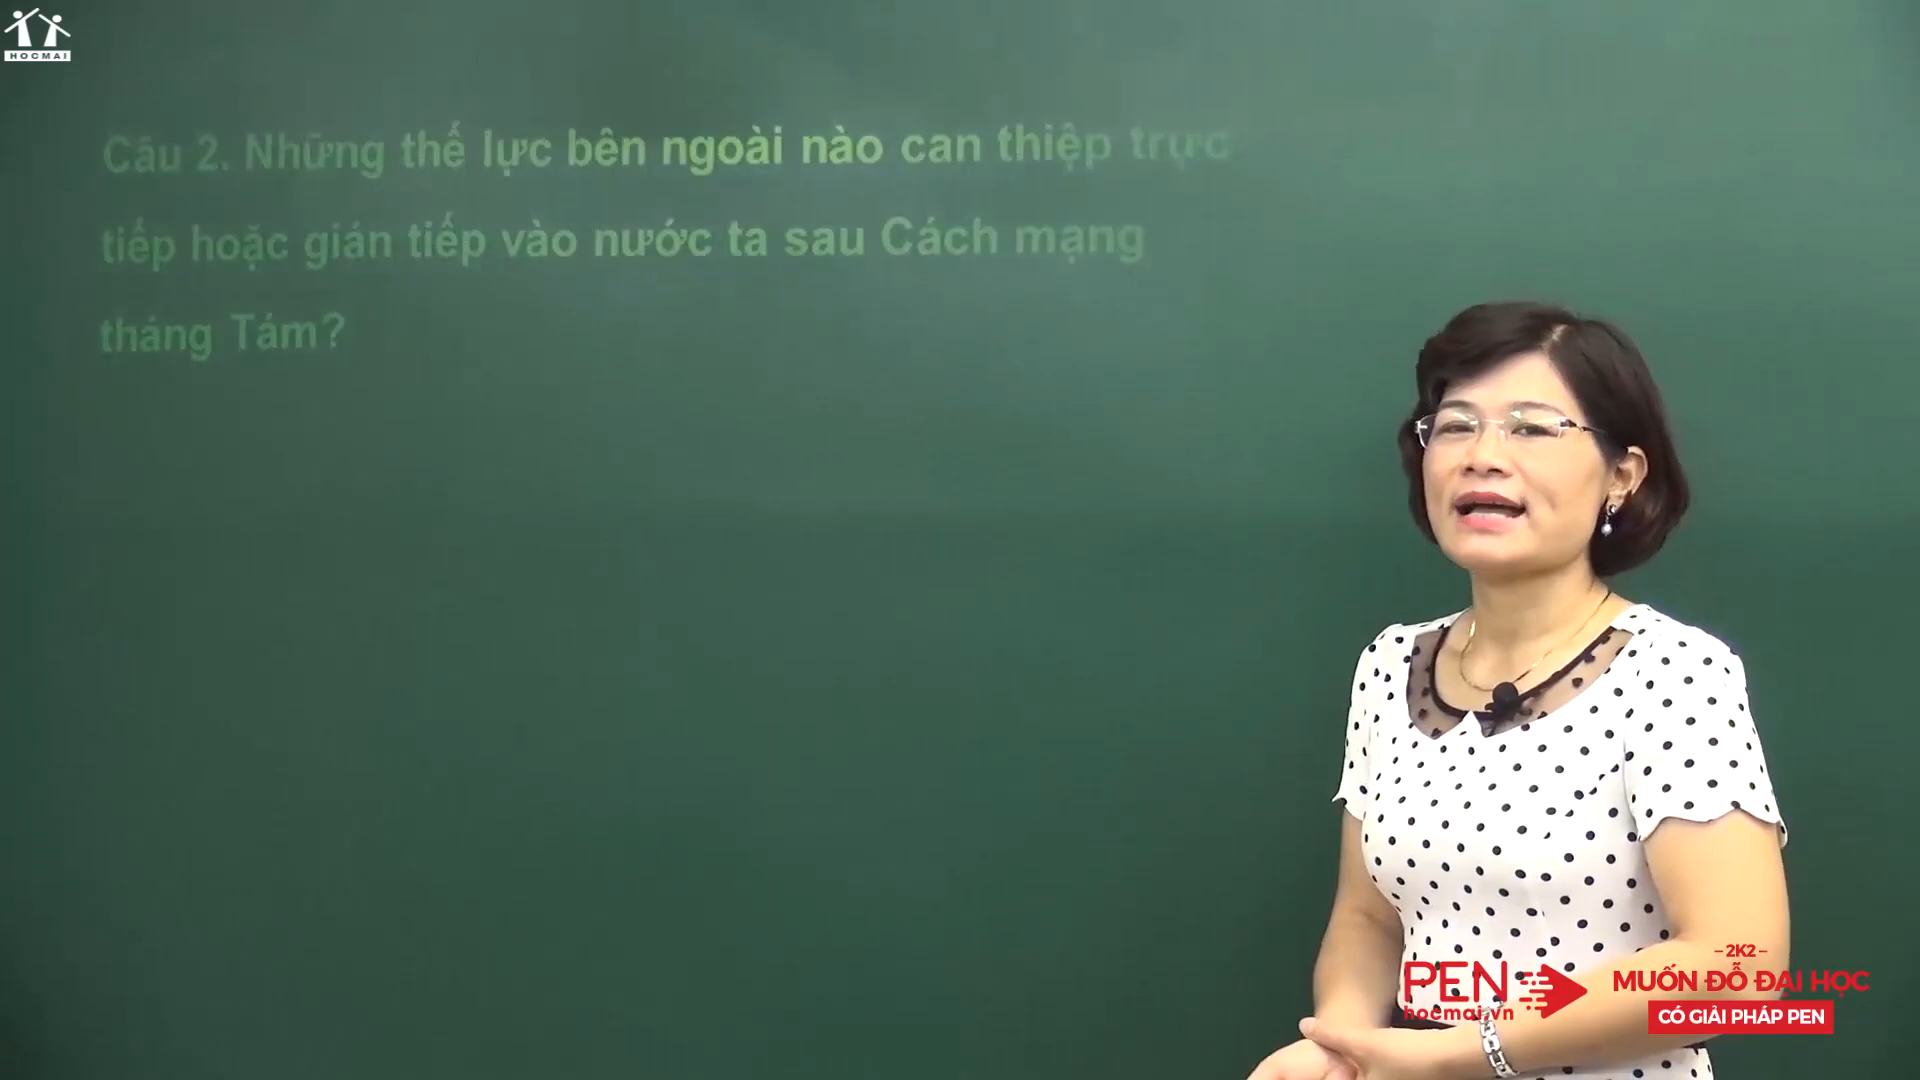 HOCMAI
Câu 2. Những thế lực bên ngoài nào can thiệp trực
tiếp hoặc gián tiếp vào nước ta sau Cách mạng
tháng Tám?
PEN
hocmai.vn
- 2K2 -
MUỐN ĐỖ ĐẠI HỌC
CÓ GIẢI PHÁP PEN